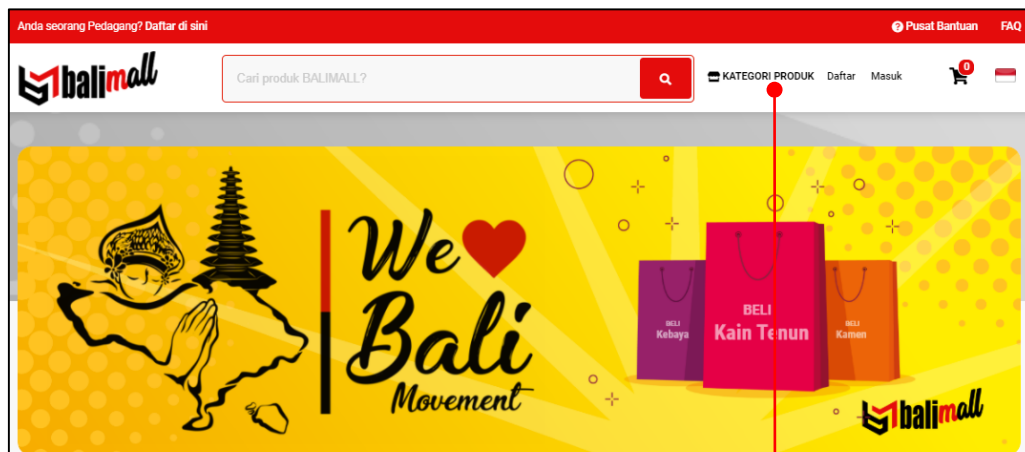 Anda seorang Pedagang? Daftar di sini
Pusat Bantuan FAQ
balimall
Cari produk BALIMALL?
KATEGORI PRODUK Daftar Masuk 0
We
Bali
Movement
BELI
Kebaya
BELI
Kain Tenun
BELI
Kamen
balimall